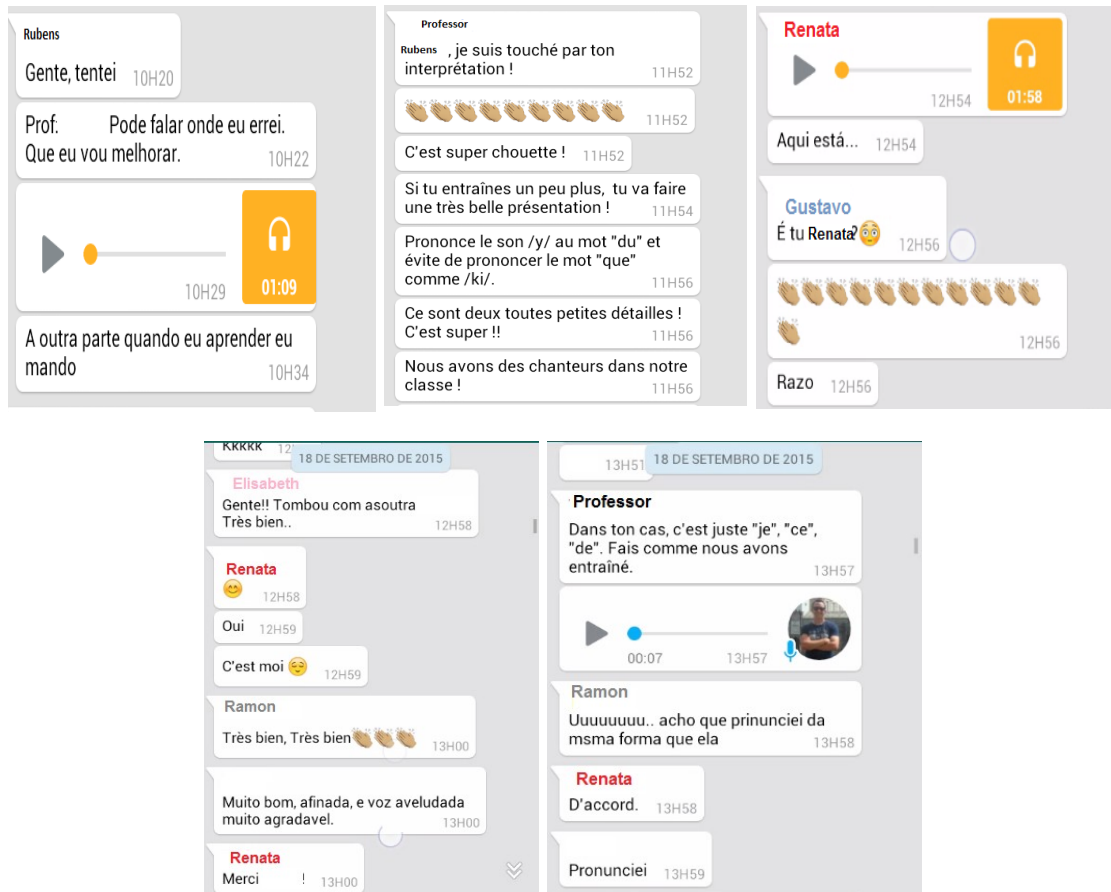 Rubens
Gente, tentei 10H20
Prof: Pode falar onde eu errei.
Que eu vou melhorar. 10H22
10H29 01:09
A outra parte quando eu aprender eu
mando 10H34
Professor
Rubens , je suis touché par ton
interprétation ! 11H52
👏👏👏👏👏👏👏👏👏 11H52
C'est super chouette ! 11H52
Si tu entraînes un peu plus, tu va faire
une très belle présentation ! 11H54
Prononce le son /y/ au mot "du" et
évite de prononcer le mot "que"
comme /ki/. 11H56
Ce sont deux toutes petites détailles !
C'est super !! 11H56
Nous avons des chanteurs dans notre
classe ! 11H56
Renata
12H54 01:58
Aqui está... 12H54
Gustavo
É tu Renata?😳 12H56
👏👏👏👏👏👏👏👏👏👏👏
👏 12H56
Razo 12H56
Kkkkk 12
18 DE SETEMBRO DE 2015
Elisabeth
Gente!! Tombou com asoutra
Très bien.. 12H58
Renata
😊 12H58
Oui 12H59
C'est moi 😌 12H59
Ramon
Très bien, Très bien👏👏👏 13H00
Muito bom, afinada, e voz aveludada
muito agradavel. 13H00
Renata
Merci ! 13H00
13H51 18 DE SETEMBRO DE 2015
Professor
Dans ton cas, c'est juste "je", "ce",
"de". Fais comme nous avons
entraîné. 13H57
00:07 13H57
Ramon
Uuuuuuuu.. acho que prinunciei da
msma forma que ela 13H58
Renata
D'accord. 13H58
Pronunciei 13H59